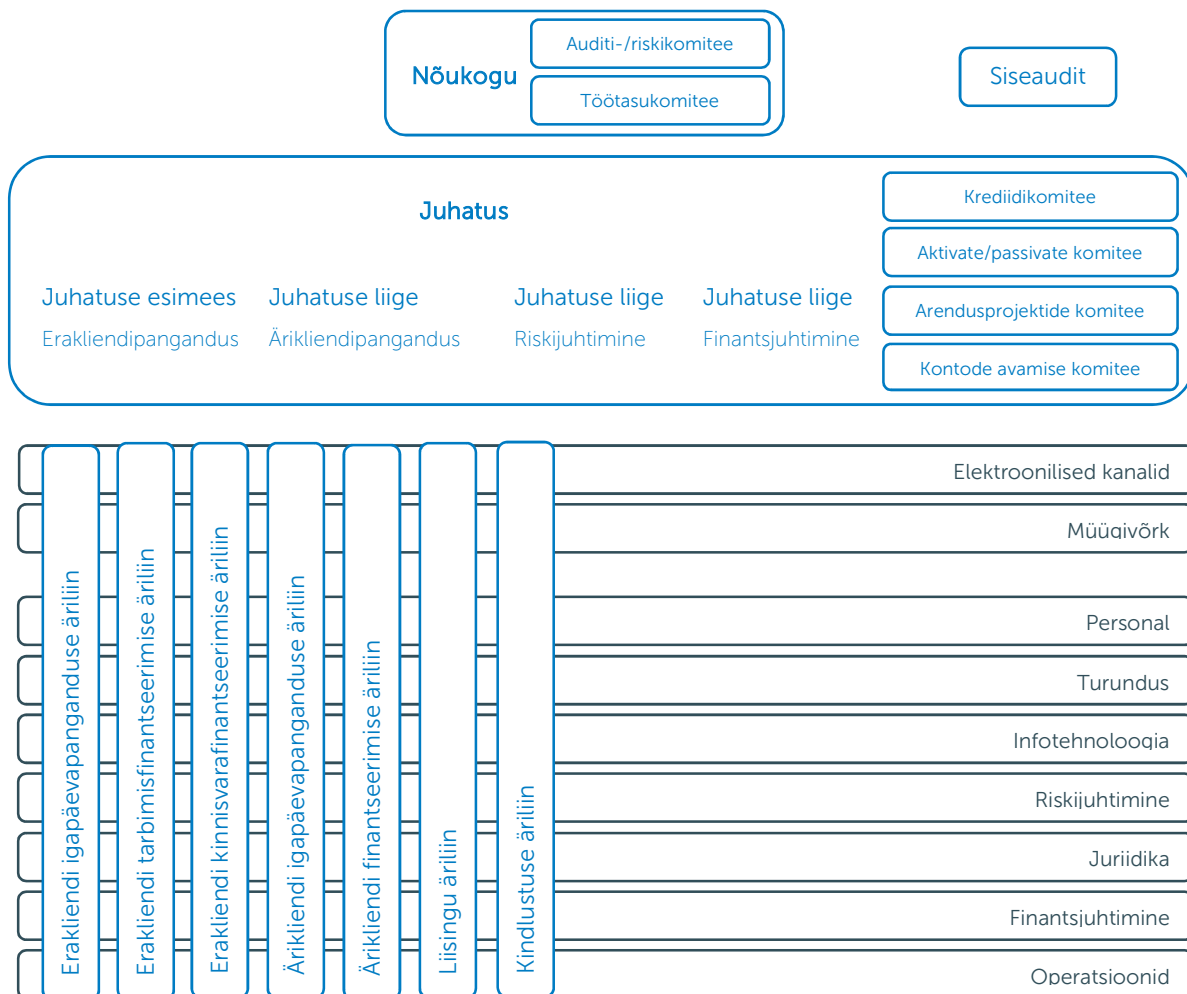 Auditi-/riskikomitee
Nõukogu
Töötasukomitee
Siseaudit
Juhatus
Krediidikomitee
Aktivate/passivate komitee
Arendusprojektide komitee
Kontode avamise komitee
Juhatuse esimees
Erakliendipangandus
Juhatuse liige
Ärikliendipangandus
Juhatuse liige
Riskijuhtimine
Juhatuse liige
Finantsjuhtimine
Erakliendi igapäevapanganduse äriliin
Erakliendi tarbimisfinantseerimise äriliin
Erakliendi kinnisvarafinantseerimise äriliin
Ärikliendi igapäevapanganduse äriliin
Ärikliendi finantseerimise äriliin
Liisingu äriliin
Kindlustuse äriliin
Elektroonilised kanalid
Müügivõrk
Personal
Turundus
Infotehnoloogia
Riskijuhtimine
Juriidika
Finantsjuhtimine
Operatsioonid